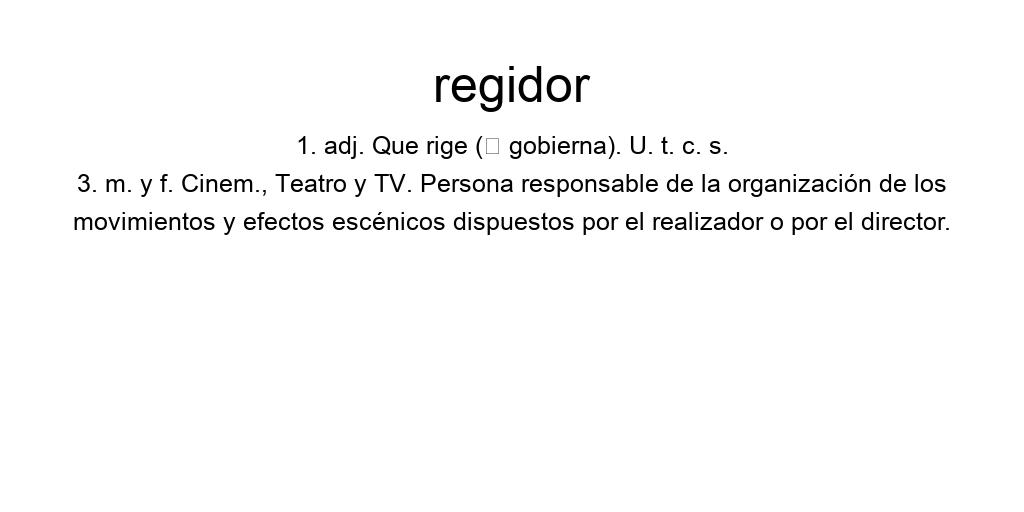 regidor
1. adj. Que rige (□ gobierna). U. t. c. s.
3. m. y f. Cinem., Teatro y TV. Persona responsable de la organización de los
movimientos y efectos escénicos dispuestos por el realizador o por el director.